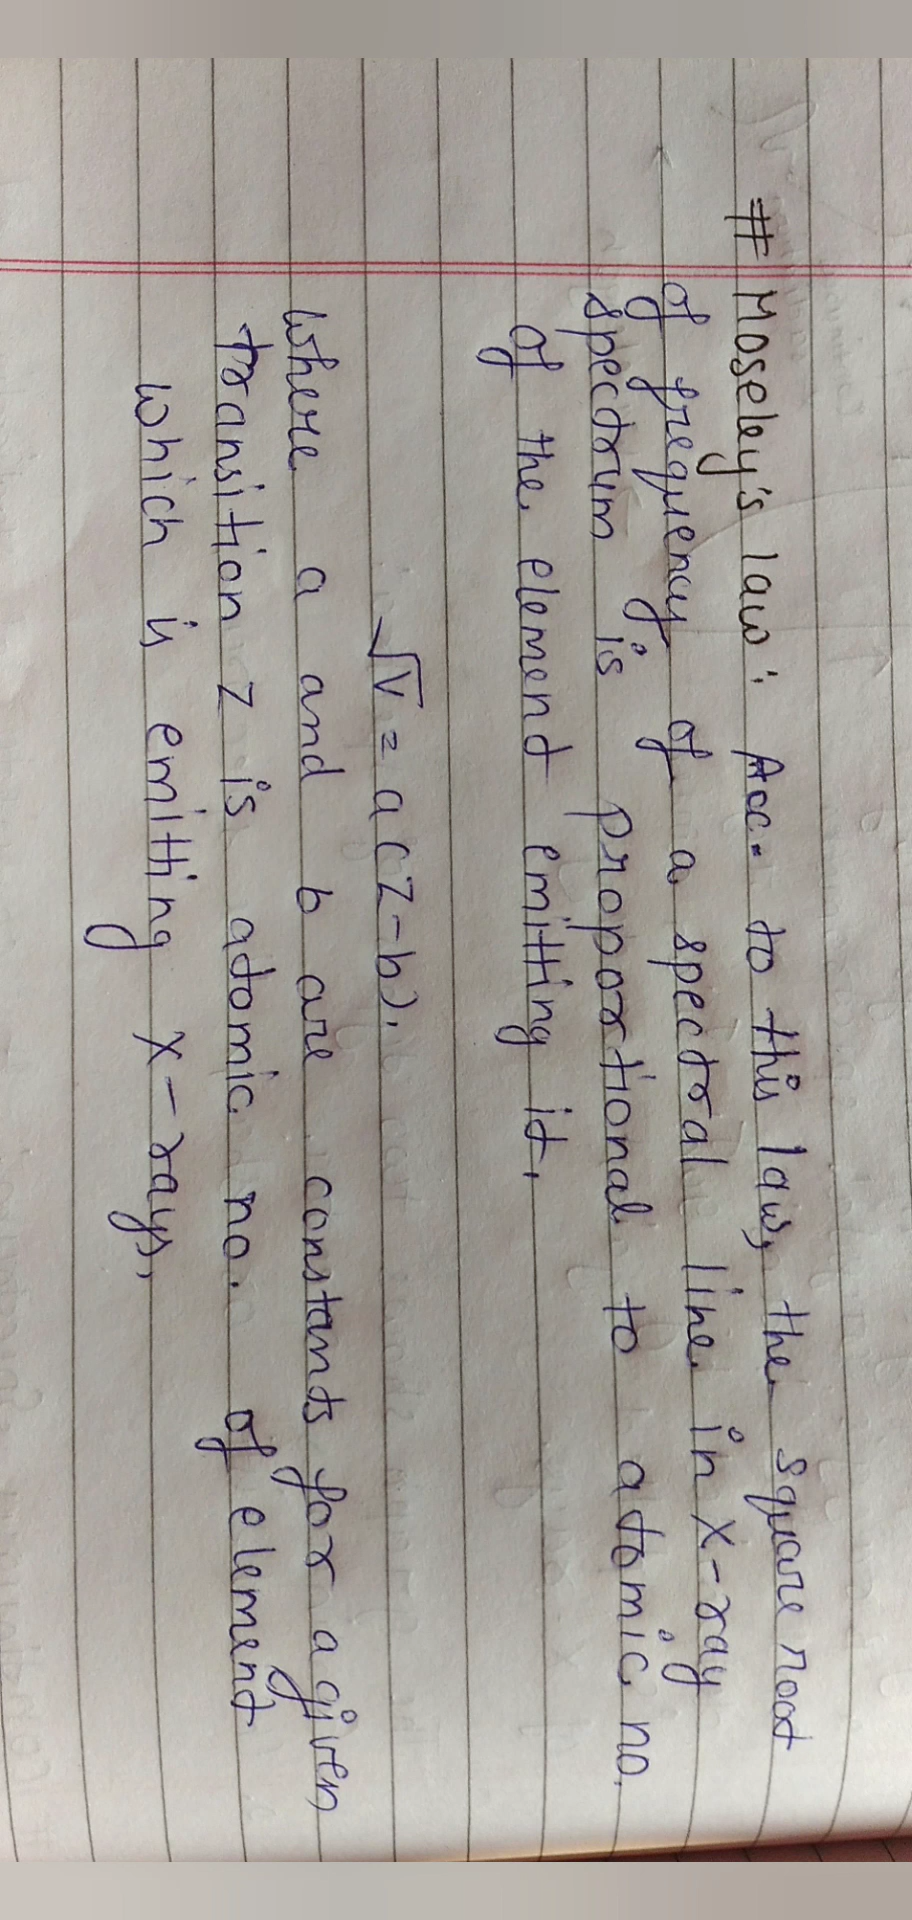 # Moseley's law: Acc. to this law, the square root
of frequency of a spectral line in X-ray
spectrum is proportional to atomic no.
of the element emitting it.
√ν = a (Z-b).
where a and b are constants for a given
transition Z is atomic no. of element
which is emitting X-rays.